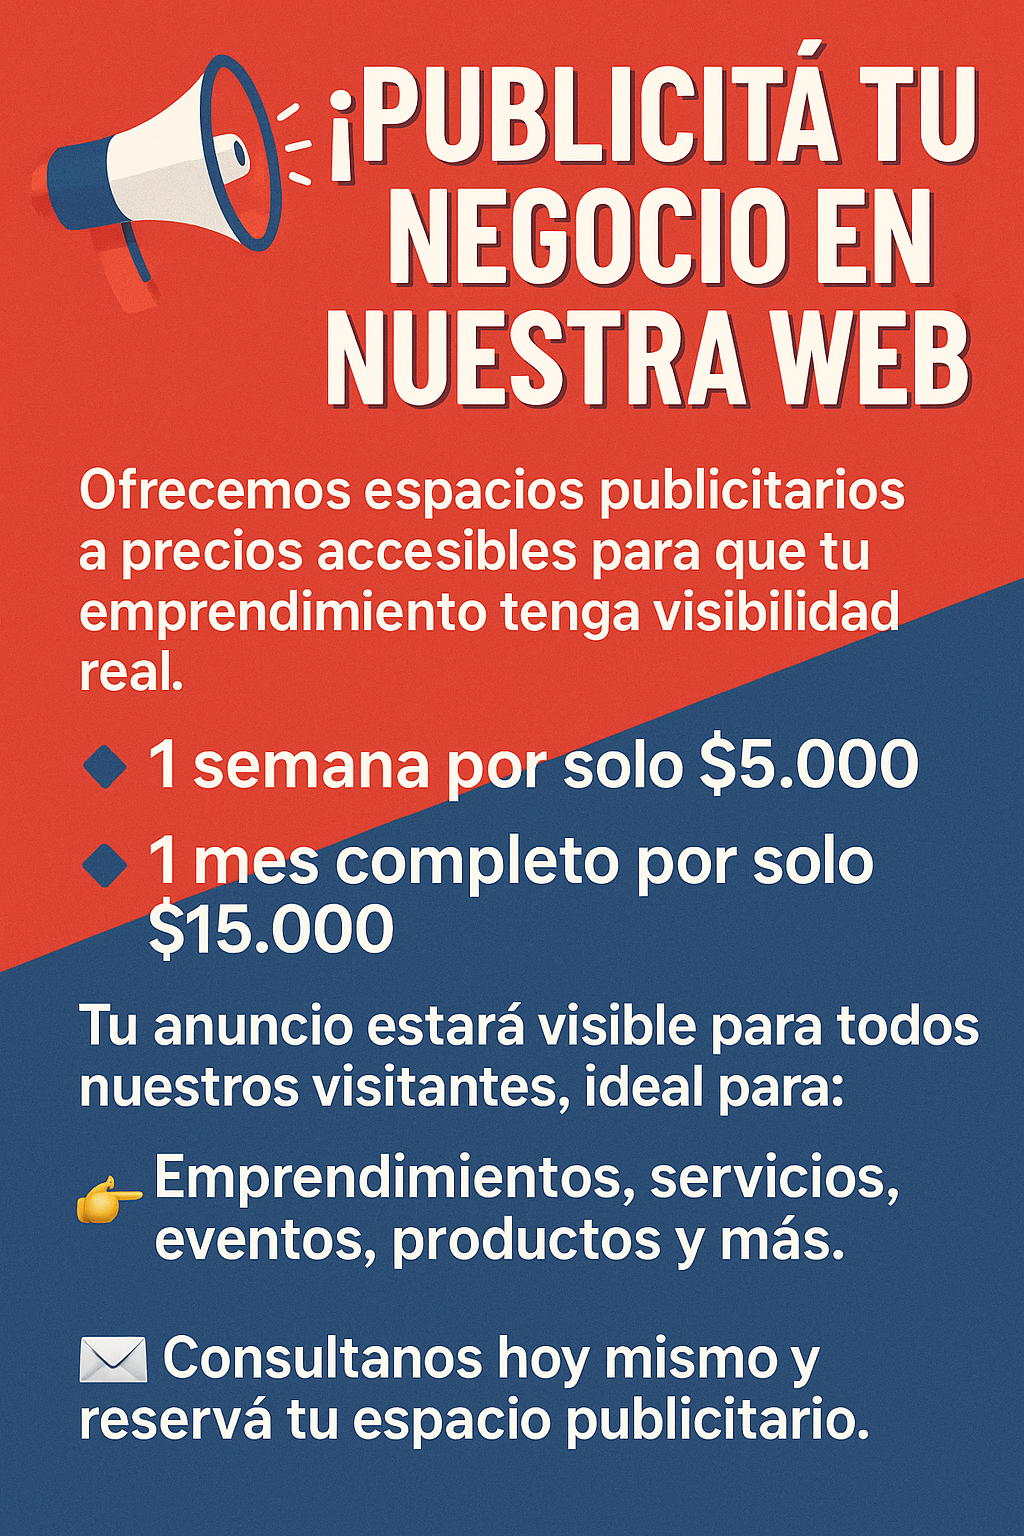 ¡PUBLICITÁ TU
NEGOCIO EN
NUESTRA WEB
Ofrecemos espacios publicitarios
a precios accesibles para que tu
emprendimiento tenga visibilidad
real.
1 semana por solo $5.000
1 mes completo por solo
$15.000
Tu anuncio estará visible para todos
nuestros visitantes, ideal para:
Emprendimientos, servicios,
eventos, productos y más.
Consultanos hoy mismo y
reservá tu espacio publicitario.